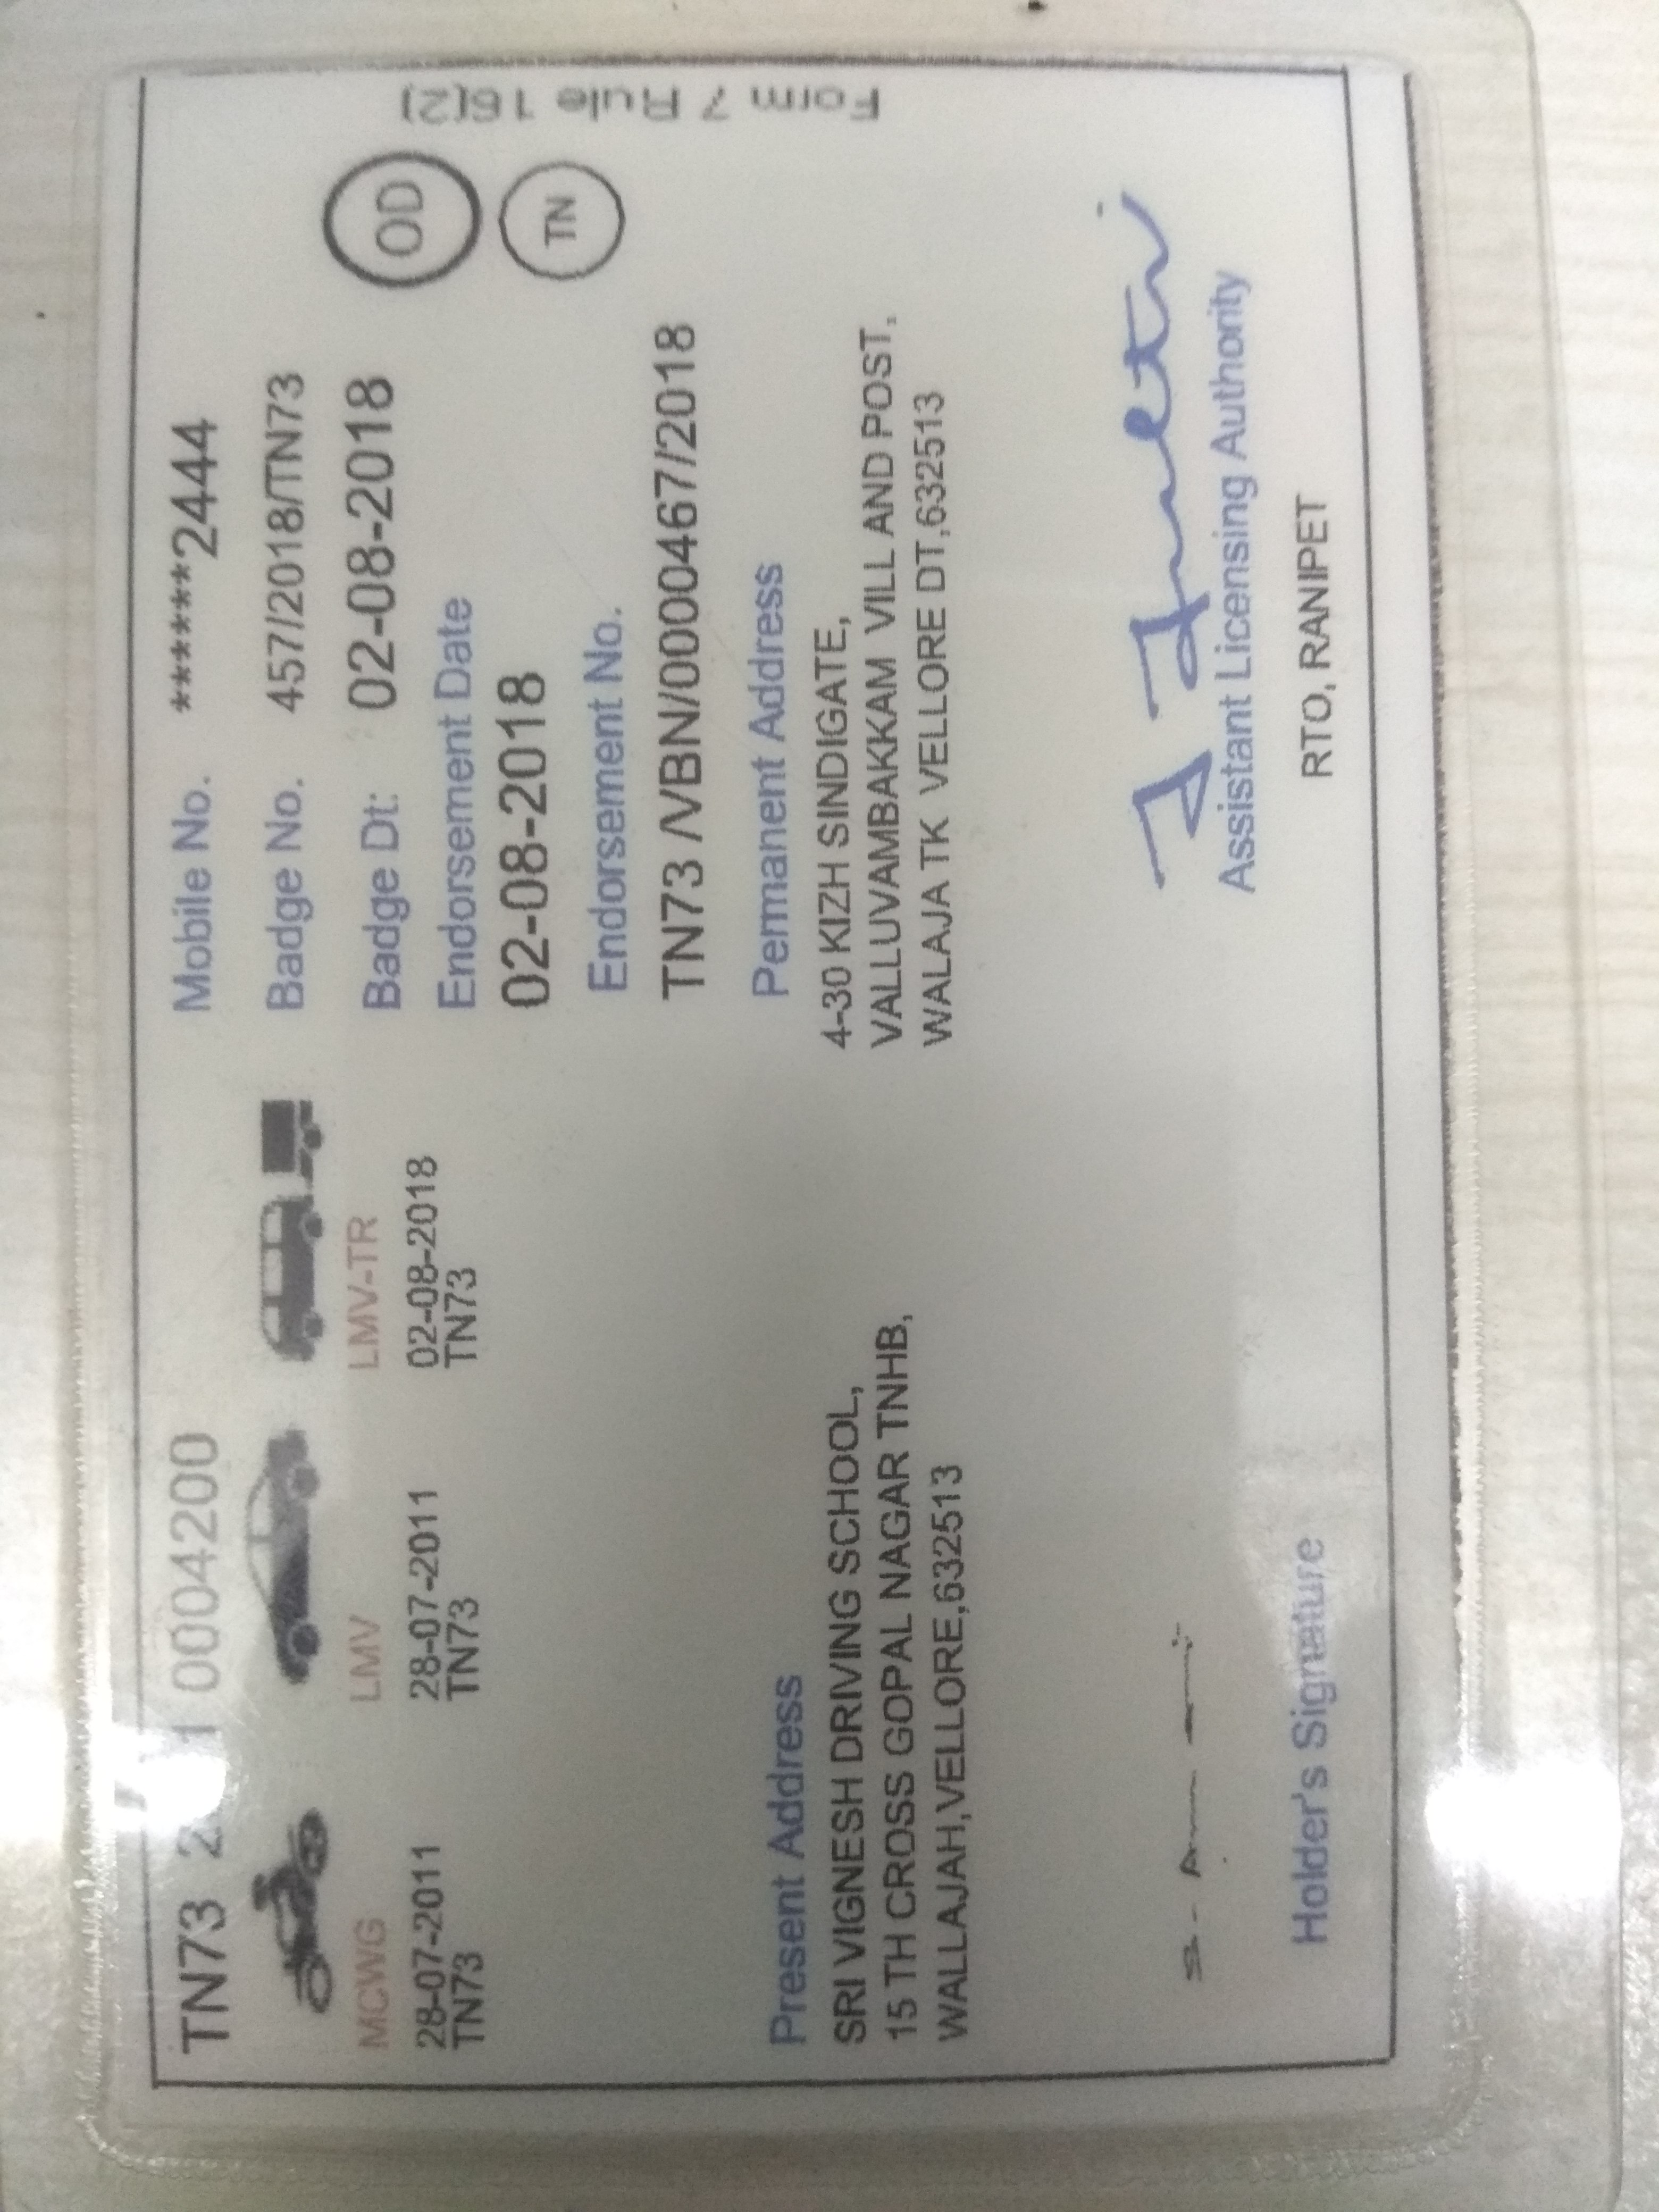 TN73 1 0004200
MCWG
28-07-2011
TN73
LMV
28-07-2011
TN73
LMV-TR
02-08-2018
TN73
Mobile No. ******2444
Badge No. 457/2018/TN73
Badge Dt: 02-08-2018
Endorsement Date
02-08-2018
Endorsement No.
TN73 /VBN/0000467/2018
OD
TN
Form 7 Rule 16(2)
Present Address
SRI VIGNESH DRIVING SCHOOL,
15 TH CROSS GOPAL NAGAR TNHB,
WALLAJAH,VELLORE,632513
Permanent Address
4-30 KIZH SINDIGATE,
VALLUVAMBAKKAM VILL AND POST,
WALAJA TK VELLORE DT,632513
Holder's Signature
Assistant Licensing Authority
RTO, RANIPET